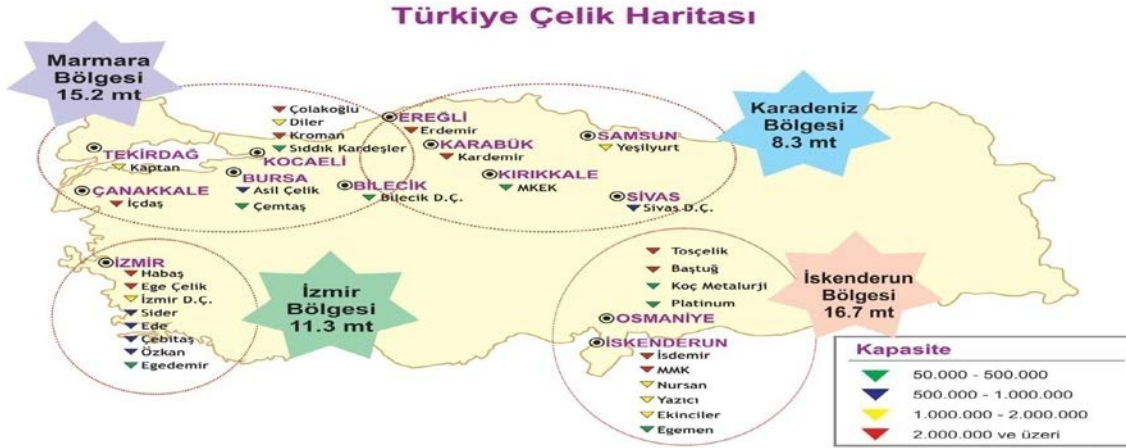 Türkiye Çelik Haritası
Marmara
Bölgesi
15.2 mt
Karadeniz
Bölgesi
8.3 mt
Çolakoğlu
Diler
Kroman
Sıddık Kardeşler
KOCAELİ
TEKİRDAĞ
Kaptan
ÇANAKKALE
İçdaş
BURSA
Asil Çelik
Çemtaş
BİLECİK
Bilecik D.Ç.
EREĞLİ
Erdemir
KARABÜK
Kardemir
KIRIKKALE
MKEK
SAMSUN
Yeşilyurt
SİVAS
Sivas D.Ç.
İZMİR
Habaş
Ege Çelik
İzmir D.Ç.
Sider
Ede
Çebitaş
Özkan
Egedemir
İzmir
Bölgesi
11.3 mt
Tosçelik
Baştuğ
Koç Metalurji
Platinum
OSMANİYE
İSKENDERUN
İsdemir
MMK
Nursan
Yazıcı
Ekinciler
Egemen
İskenderun
Bölgesi
16.7 mt
Kapasite
50.000 - 500.000
500.000 - 1.000.000
1.000.000 - 2.000.000
2.000.000 ve üzeri